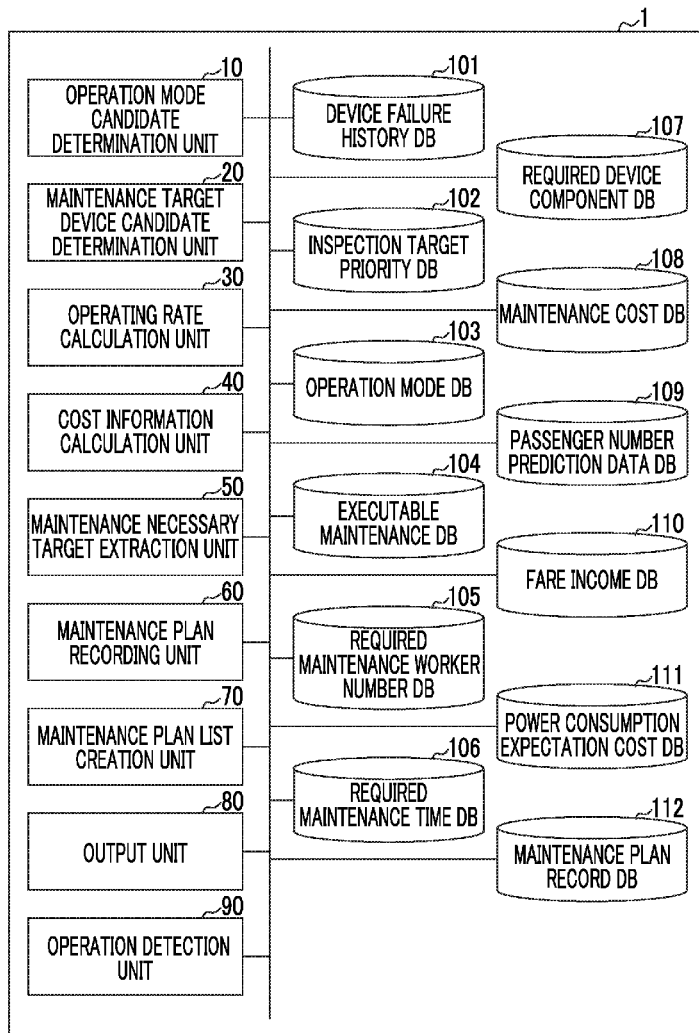 1
10
OPERATION MODE
CANDIDATE
DETERMINATION UNIT
20
MAINTENANCE TARGET
DEVICE CANDIDATE
DETERMINATION UNIT
30
OPERATING RATE
CALCULATION UNIT
40
COST INFORMATION
CALCULATION UNIT
50
MAINTENANCE NECESSARY
TARGET EXTRACTION UNIT
60
MAINTENANCE PLAN
RECORDING UNIT
70
MAINTENANCE PLAN LIST
CREATION UNIT
80
OUTPUT UNIT
90
OPERATION DETECTION
UNIT
101
DEVICE FAILURE
HISTORY DB
102
INSPECTION TARGET
PRIORITY DB
103
OPERATION MODE DB
104
EXECUTABLE
MAINTENANCE DB
105
REQUIRED
MAINTENANCE WORKER
NUMBER DB
106
REQUIRED
MAINTENANCE TIME DB
107
REQUIRED DEVICE
COMPONENT DB
108
MAINTENANCE COST DB
109
PASSENGER NUMBER
PREDICTION DATA DB
110
FARE INCOME DB
111
POWER CONSUMPTION
EXPECTATION COST DB
112
MAINTENANCE PLAN
RECORD DB